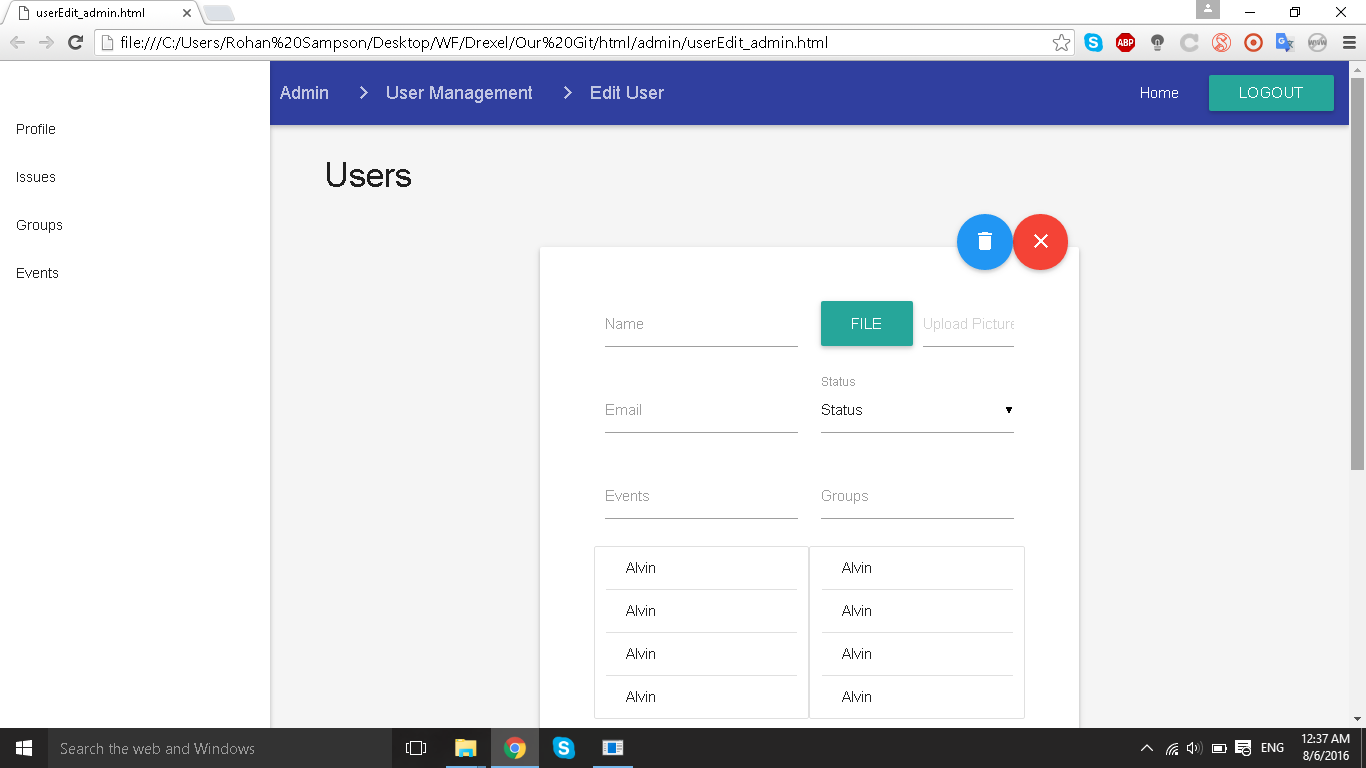 userEdit_admin.html
file:///C:/Users/Rohan%20Sampson/Desktop/WF/Drexel/Our%20Git/html/admin/userEdit_admin.html
ABP
Admin User Management Edit User Home LOGOUT
Profile
Issues
Groups
Events
Users
Name FILE Upload Picture
Status
Email Status
Events Groups
Alvin Alvin
Alvin Alvin
Alvin Alvin
Alvin Alvin
Search the web and Windows
ENG
12:37 AM
8/6/2016